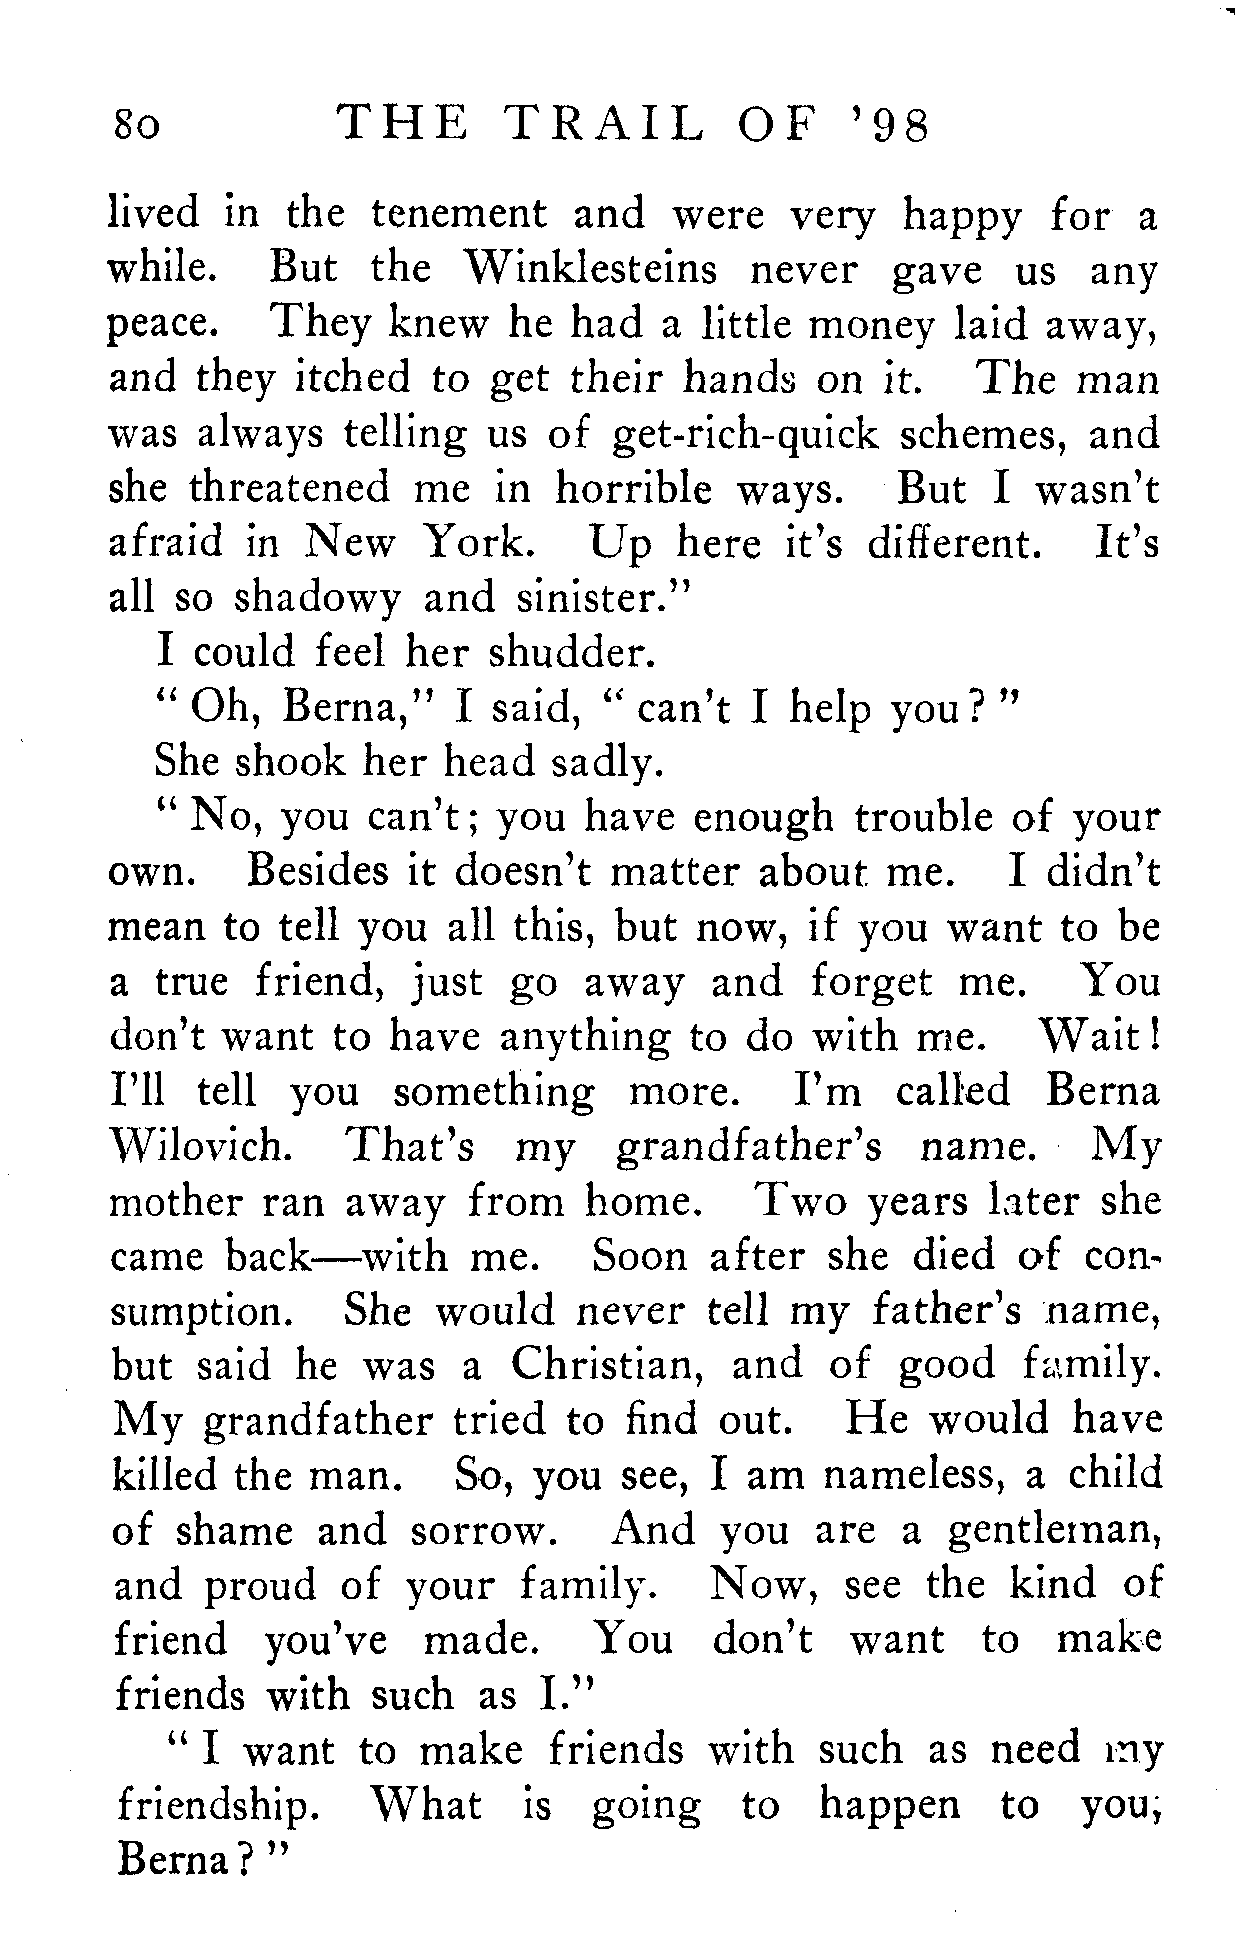 80 THE TRAIL OF '98
lived in the tenement and were very happy for a
while. But the Winklesteins never gave us any
peace. They knew he had a little money laid away,
and they itched to get their hands on it. The man
was always telling us of get-rich-quick schemes, and
she threatened me in horrible ways. But I wasn't
afraid in New York. Up here it's different. It's
all so shadowy and sinister."
I could feel her shudder.
"Oh, Berna," I said, "can't I help you?"
She shook her head sadly.
"No, you can't; you have enough trouble of your
own. Besides it doesn't matter about me. I didn't
mean to tell you all this, but now, if you want to be
a true friend, just go away and forget me. You
don't want to have anything to do with me. Wait!
I'll tell you something more. I'm called Berna
Wilovich. That's my grandfather's name. My
mother ran away from home. Two years later she
came back—with me. Soon after she died of con-
sumption. She would never tell my father's name,
but said he was a Christian, and of good family.
My grandfather tried to find out. He would have
killed the man. So, you see, I am nameless, a child
of shame and sorrow. And you are a gentleman,
and proud of your family. Now, see the kind of
friend you've made. You don't want to make
friends with such as I."
"I want to make friends with such as need my
friendship. What is going to happen to you,
Berna?"